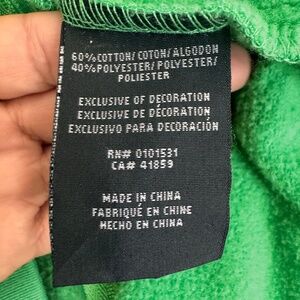 60%COTTON/COTON/ALGODON
40%POLYESTER/POLYESTER/
POLIESTER
EXCLUSIVE OF DECORATION
EXCLUSIVE DE DÉCORATION
EXCLUSIVO PARA DECORACIÓN
RN# 0101531
CA# 41859
MADE IN CHINA
FABRIQUÉ EN CHINE
HECHO EN CHINA